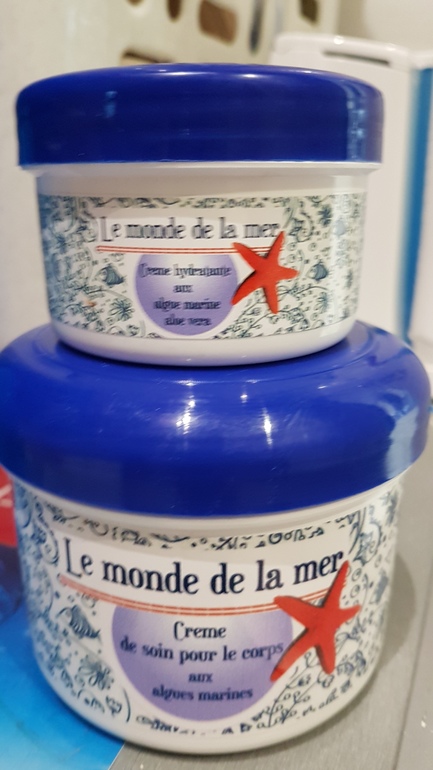 Le monde de la mer
Creme hydratante
aux
algue marine
aloe vera
Le monde de la mer
Creme
de soin pour le corps
aux
algues marines